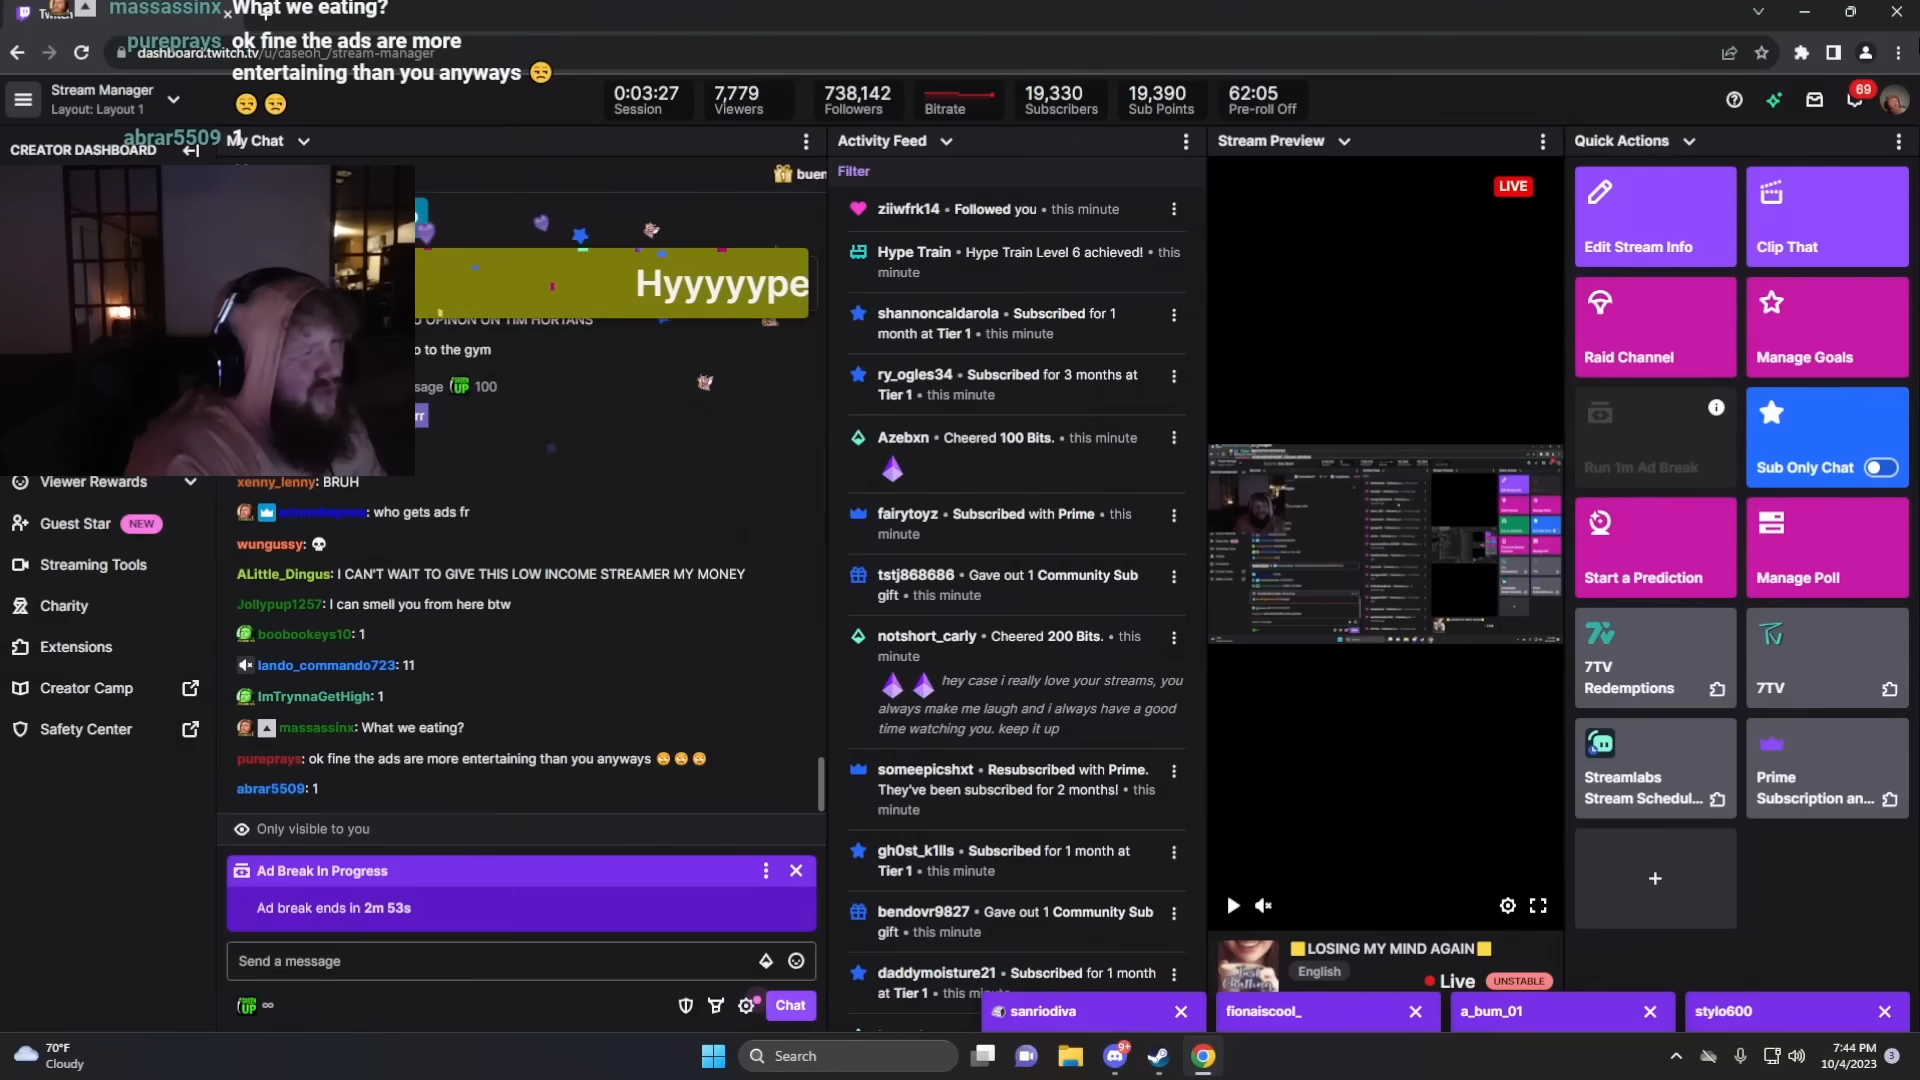 massassinx What we eating?
pureprays ok fine the ads are more
entertaining than you anyways 😒
😒 😒
abrar5509 1
dashboard.twitch.tv/u/caseoh_/stream-manager
Stream Manager
Layout: Layout 1
0:03:27
Session
7,779
Viewers
738,142
Followers
Bitrate
19,330
Subscribers
19,390
Sub Points
62:05
Pre-roll Off
69
CREATOR DASHBOARD
Viewer Rewards
Guest Star NEW
Streaming Tools
Charity
Extensions
Creator Camp
Safety Center
My Chat
buen
Hyyyyype
U OPINON ON TIM HORTANS
o to the gym
sage 100
rr
xenny_lenny: BRUH
: who gets ads fr
wungussy: 💀
ALittle_Dingus: I CAN'T WAIT TO GIVE THIS LOW INCOME STREAMER MY MONEY
Jollypup1257: I can smell you from here btw
boobookeys10: 1
lando_commando723: 11
ImTrynnaGetHigh: 1
massassinx: What we eating?
pureprays: ok fine the ads are more entertaining than you anyways 😒 😒 😒
abrar5509: 1
Only visible to you
Ad Break In Progress
Ad break ends in 2m 53s
Send a message
UP ∞
Chat
Activity Feed
Filter
ziiwfrk14 • Followed you • this minute
Hype Train • Hype Train Level 6 achieved! • this
minute
shannoncaldarola • Subscribed for 1
month at Tier 1 • this minute
ry_ogles34 • Subscribed for 3 months at
Tier 1 • this minute
Azebxn • Cheered 100 Bits. • this minute
fairytoyz • Subscribed with Prime • this
minute
tstj868686 • Gave out 1 Community Sub
gift • this minute
notshort_carly • Cheered 200 Bits. • this
minute
hey case i really love your streams, you
always make me laugh and i always have a good
time watching you. keep it up
someepicshxt • Resubscribed with Prime.
They've been subscribed for 2 months! • this
minute
gh0st_k1lls • Subscribed for 1 month at
Tier 1 • this minute
bendovr9827 • Gave out 1 Community Sub
gift • this minute
daddymoisture21 • Subscribed for 1 month
at Tier 1 • this min
Stream Preview
LIVE
🟨LOSING MY MIND AGAIN🟨
English
Live UNSTABLE
Quick Actions
Edit Stream Info
Clip That
Raid Channel
Manage Goals
Run 1m Ad Break
Sub Only Chat
Start a Prediction
Manage Poll
7TV
Redemptions
7TV
Streamlabs
Stream Schedul...
Prime
Subscription an...
+
sanriodiva
fionaiscool_
a_bum_01
stylo600
70°F
Cloudy
Search
9+
7:44 PM
10/4/2023
3